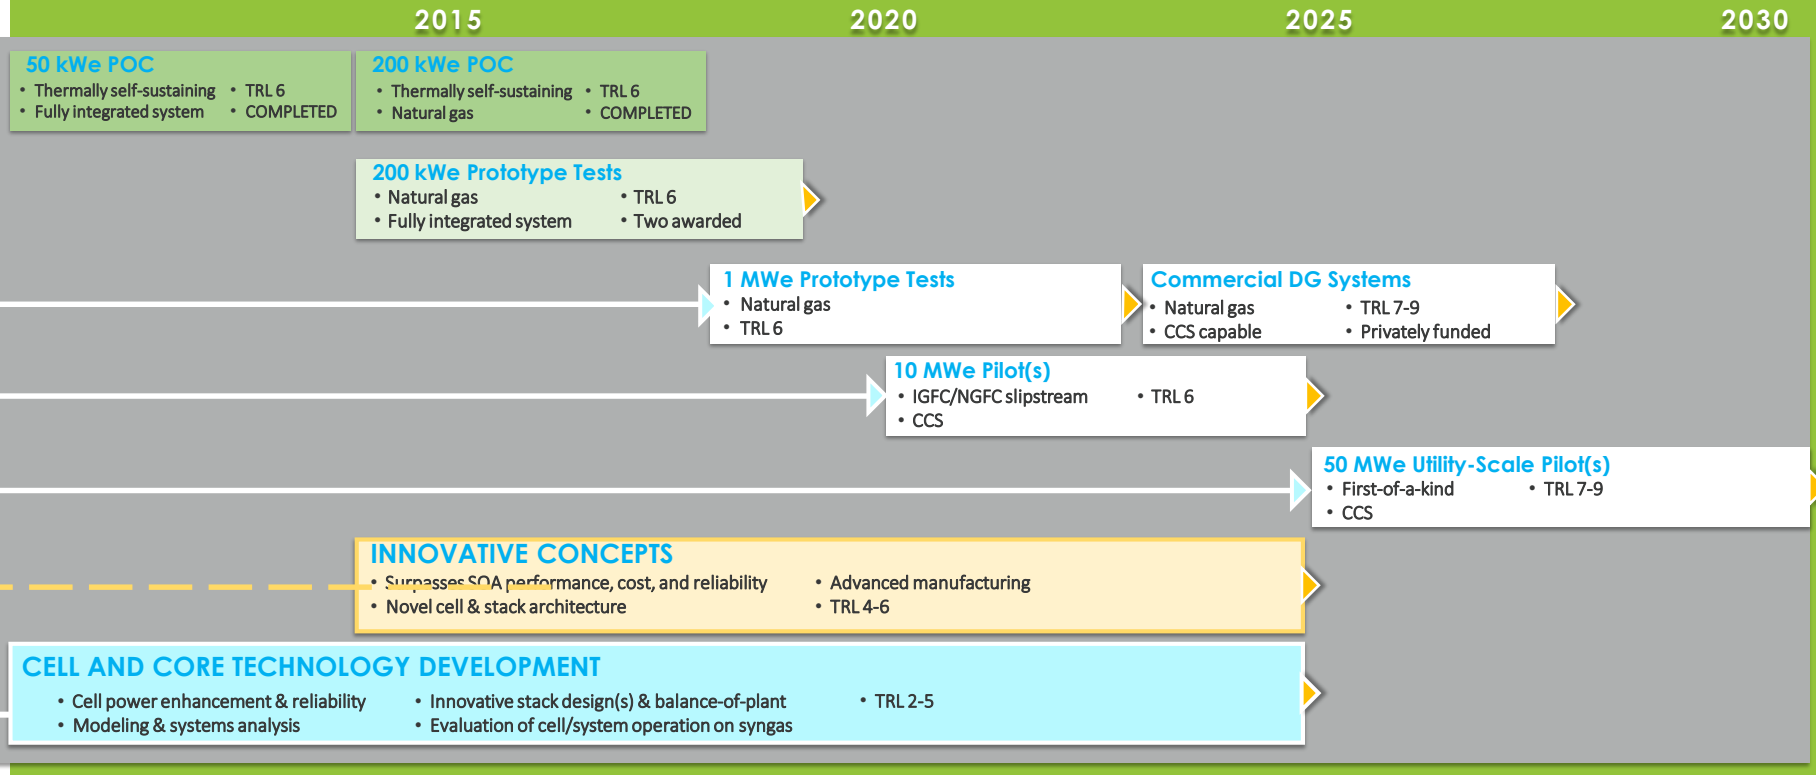 2015 2020 2025 2030
50 kWe POC
• Thermally self-sustaining • TRL 6
• Fully integrated system • COMPLETED
200 kWe POC
• Thermally self-sustaining • TRL 6
• Natural gas • COMPLETED
200 kWe Prototype Tests
• Natural gas • TRL 6
• Fully integrated system • Two awarded
1 MWe Prototype Tests
• Natural gas
• TRL 6
Commercial DG Systems
• Natural gas • TRL 7-9
• CCS capable • Privately funded
10 MWe Pilot(s)
• IGFC/NGFC slipstream • TRL 6
• CCS
50 MWe Utility-Scale Pilot(s)
• First-of-a-kind • TRL 7-9
• CCS
INNOVATIVE CONCEPTS
• Surpasses SOA performance, cost, and reliability • Advanced manufacturing
• Novel cell & stack architecture • TRL 4-6
CELL AND CORE TECHNOLOGY DEVELOPMENT
• Cell power enhancement & reliability • Innovative stack design(s) & balance-of-plant • TRL 2-5
• Modeling & systems analysis • Evaluation of cell/system operation on syngas